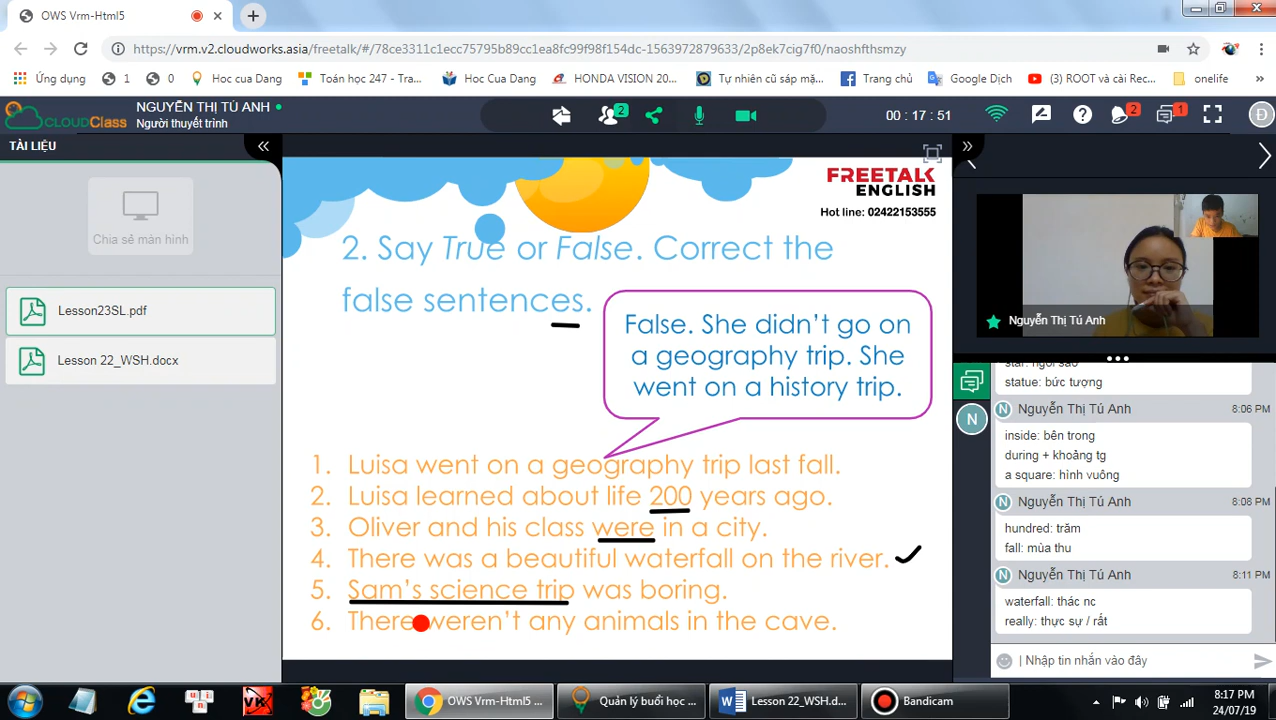 OWS Vrm-Html5
https://vrm.v2.cloudworks.asia/freetalk/#/78ce3311c1ecc75795b89cc1ea8fc99f98f154dc-1563972879633/2p8ek7cig7f0/naoshfthsmzy
Ứng dụng
1
0
Hoc cua Dang
Toán học 247 - Tra...
Học Cua Dang
HONDA VISION 20...
Tự nhiên cũ sáp mặ...
Trang chủ
Google Dịch
(3) ROOT và cài Rec...
onelife
»
CLOUDClass
NGUYỄN THỊ TÚ ANH
Người thuyết trình
2
00 : 17 : 51
2
1
Đ
TÀI LIỆU
Chia sẻ màn hình
Lesson23SL.pdf
Lesson 22_WSH.docx
FREETALK
ENGLISH
Hot line: 02422153555
2. Say True or False. Correct the
false sentences.
False. She didn't go on
a geography trip. She
went on a history trip.
1. Luisa went on a geography trip last fall.
2. Luisa learned about life 200 years ago.
3. Oliver and his class were in a city.
4. There was a beautiful waterfall on the river.
5. Sam's science trip was boring.
6. There weren't any animals in the cave.
Nguyễn Thị Tú Anh
star: ngôi sao
statue: bức tượng
N
Nguyễn Thị Tú Anh 8:06 PM
inside: bên trong
during + khoảng tg
a square: hình vuông
N Nguyễn Thị Tú Anh 8:08 PM
hundred: trăm
fall: mùa thu
N Nguyễn Thị Tú Anh 8:11 PM
waterfall: thác nc
really: thực sự / rất
Nhập tin nhắn vào đây
OWS Vrm-Html5 ...
Quản lý buổi học ...
Lesson 22_WSH.d...
Bandicam
8:17 PM
24/07/19